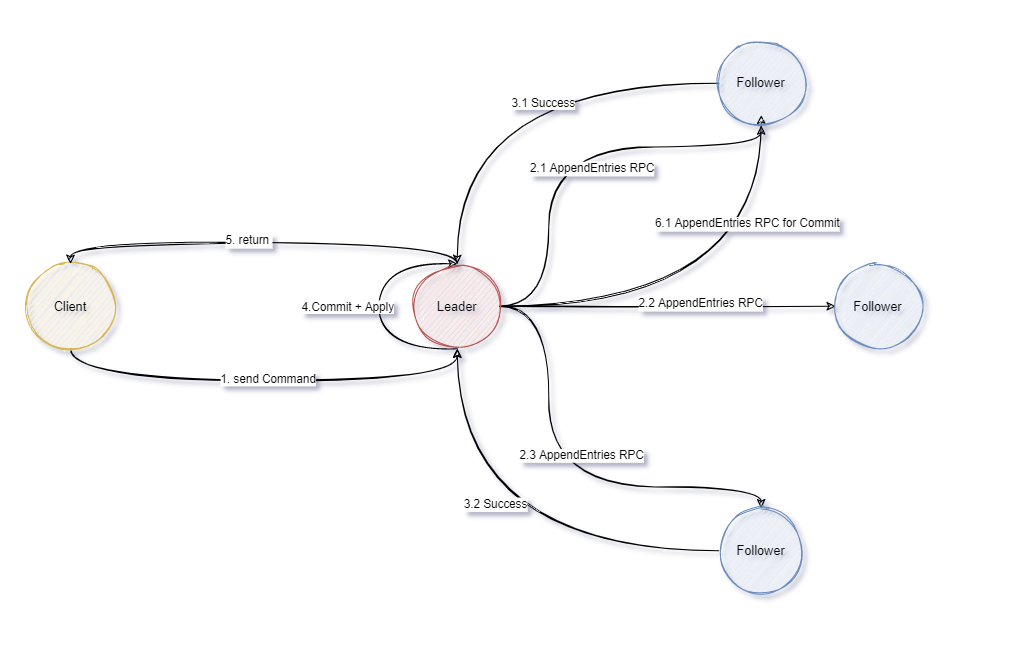 Follower
3.1 Success
2.1 AppendEntries RPC
6.1 AppendEntries RPC for Commit
5. return
Client
4.Commit + Apply
Leader
2.2 AppendEntries RPC
Follower
1. send Command
2.3 AppendEntries RPC
3.2 Success
Follower